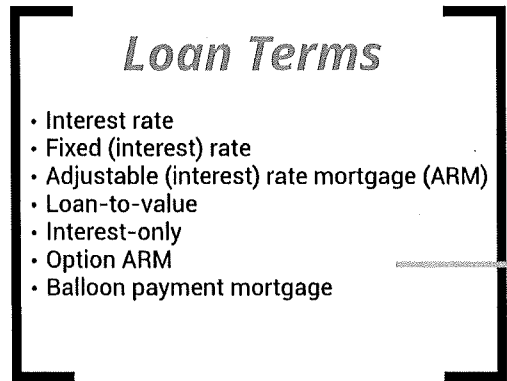 Loan Terms
• Interest rate
• Fixed (interest) rate
• Adjustable (interest) rate mortgage (ARM)
• Loan-to-value
• Interest-only
• Option ARM
• Balloon payment mortgage